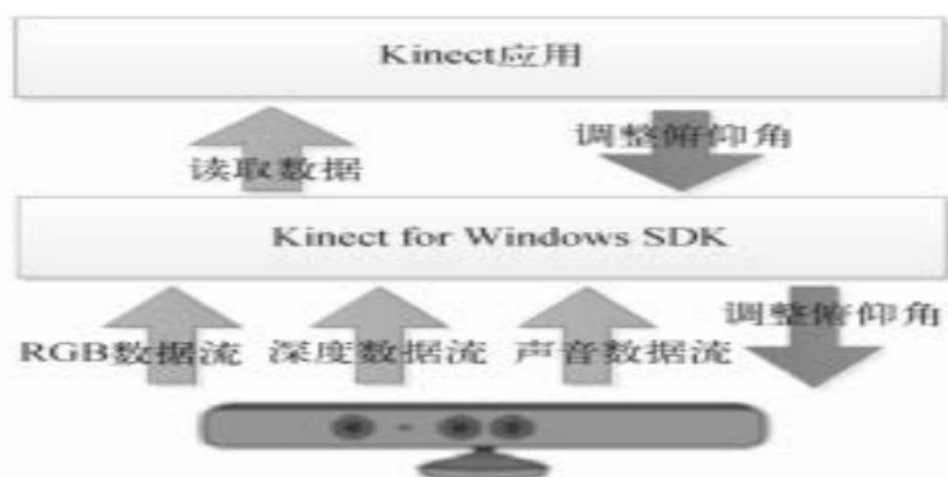 Kinect应用
调整俯仰角
读取数据
Kinect for Windows SDK
调整俯仰角
RGB数据流 深度数据流 声音数据流